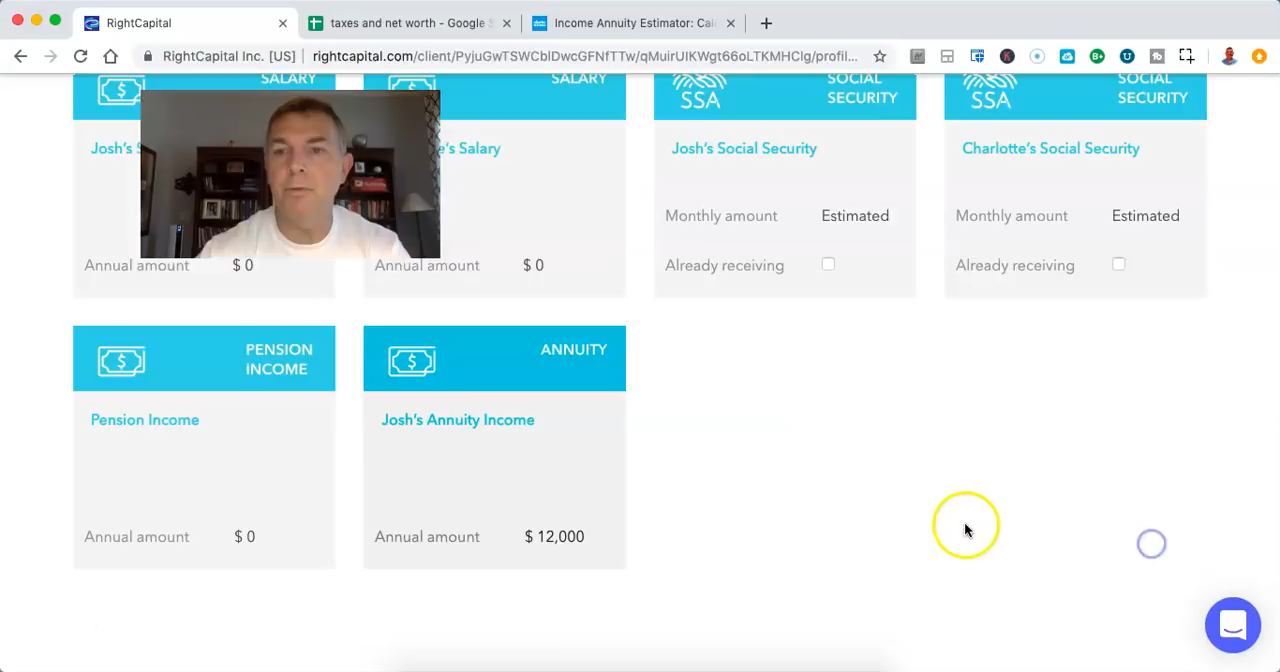 RightCapital
taxes and net worth - Google S
Income Annuity Estimator: Calc
RightCapital Inc. [US]
rightcapital.com/client/PyjuGwTSWCblDwcGFNfTTw/qMuirUIKWgt66oLTKMHClg/profil...
SALARY
SALARY
SOCIAL
SECURITY
SOCIAL
SECURITY
SSA
SSA
Josh's S
e's Salary
Josh's Social Security
Charlotte's Social Security
Monthly amount Estimated
Monthly amount Estimated
Annual amount $ 0
Annual amount $ 0
Already receiving
Already receiving
PENSION
INCOME
ANNUITY
Pension Income
Josh's Annuity Income
Annual amount $ 0
Annual amount $ 12,000